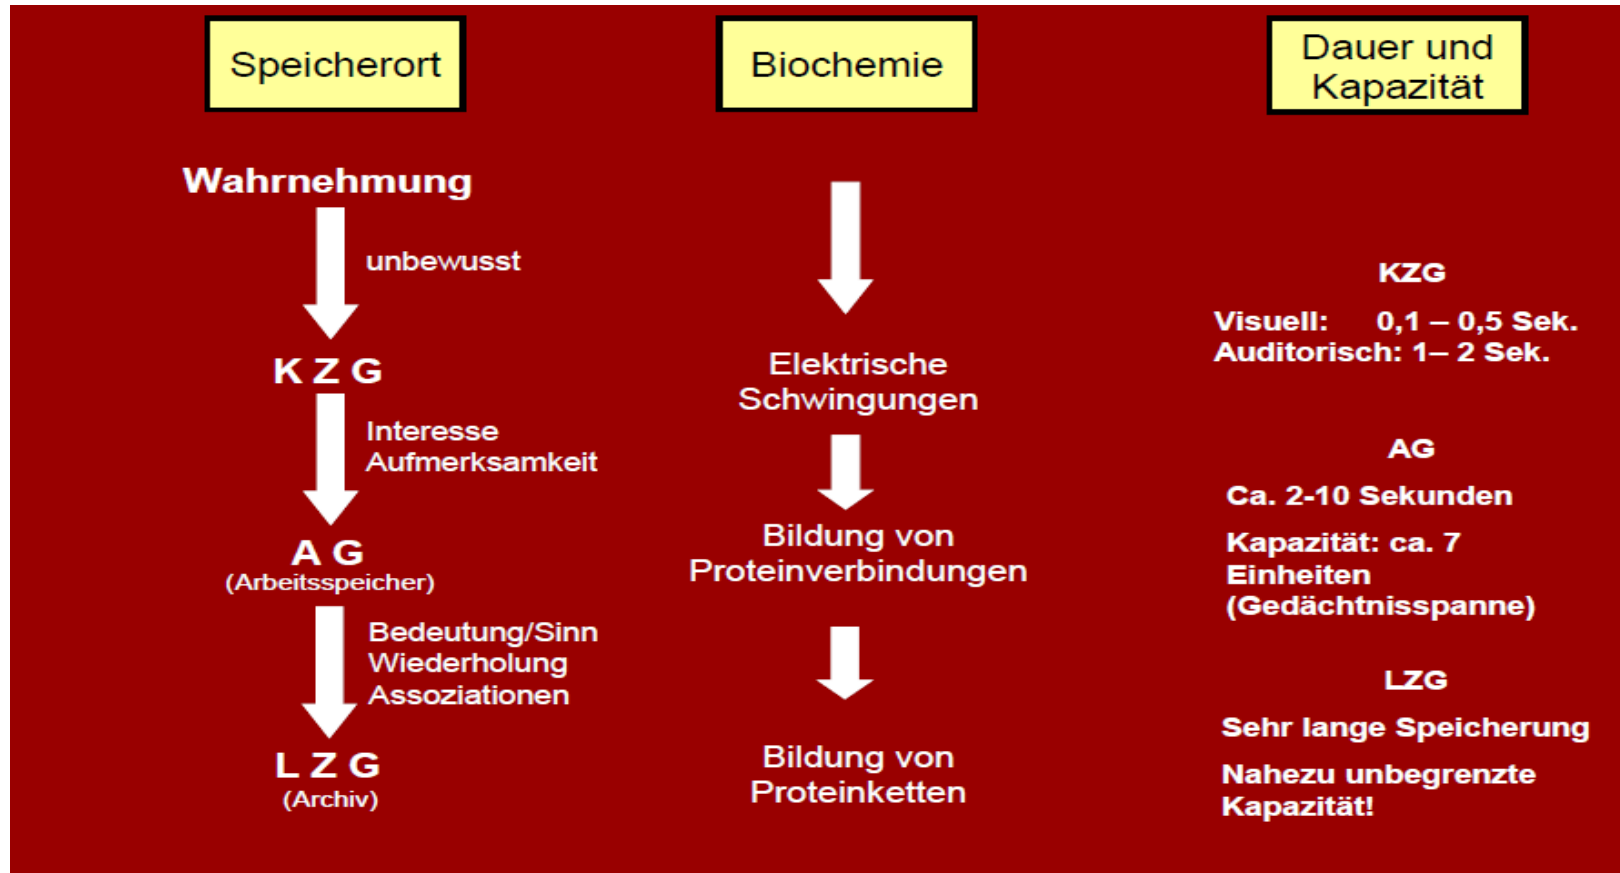 Speicherort
Wahrnehmung
unbewusst
K Z G
Interesse
Aufmerksamkeit
A G
(Arbeitsspeicher)
Bedeutung/Sinn
Wiederholung
Assoziationen
L Z G
(Archiv)
Biochemie
Elektrische
Schwingungen
Bildung von
Proteinverbindungen
Bildung von
Proteinketten
Dauer und
Kapazität
KZG
Visuell: 0,1 – 0,5 Sek.
Auditorisch: 1– 2 Sek.
AG
Ca. 2-10 Sekunden
Kapazität: ca. 7
Einheiten
(Gedächtnisspanne)
LZG
Sehr lange Speicherung
Nahezu unbegrenzte
Kapazität!